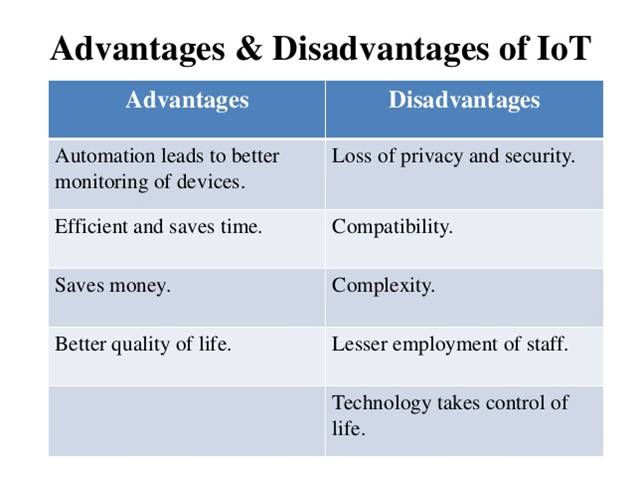 Advantages & Disadvantages of IoT
Advantages
Disadvantages
Automation leads to better
monitoring of devices.
Loss of privacy and security.
Efficient and saves time.
Compatibility.
Saves money.
Complexity.
Better quality of life.
Lesser employment of staff.
Technology takes control of
life.